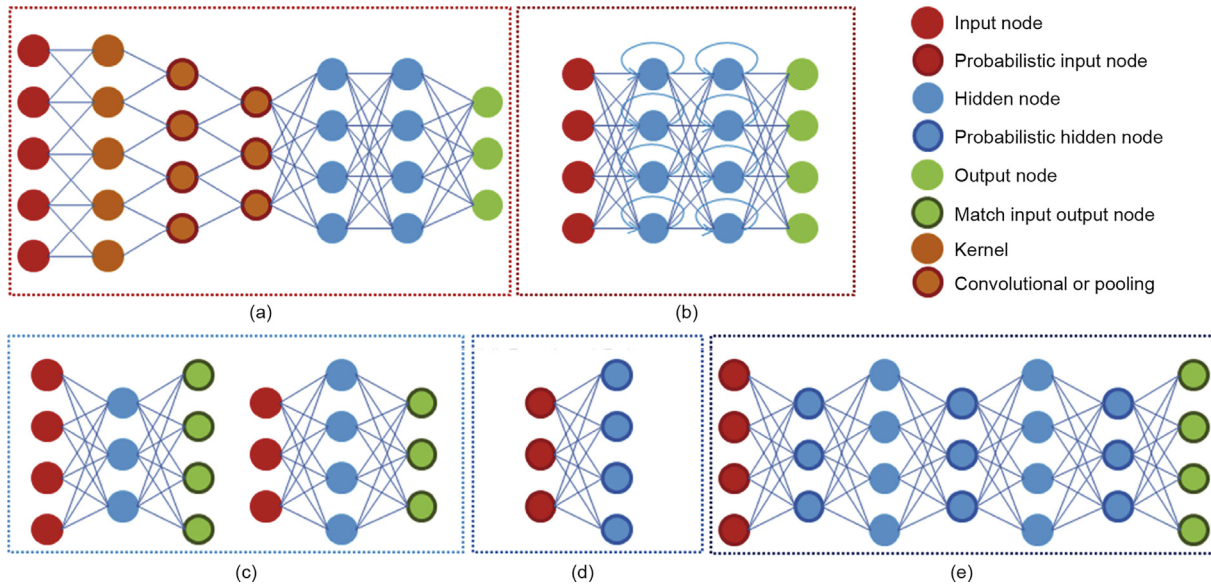 Input node
Probabilistic input node
Hidden node
Probabilistic hidden node
Output node
Match input output node
Kernel
Convolutional or pooling
(a)
(b)
(c)
(d)
(e)